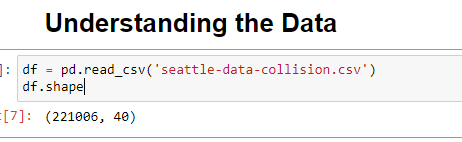 Understanding the Data
]: df = pd.read_csv('seattle-data-collision.csv')
df.shape
t[7]: (221006, 40)